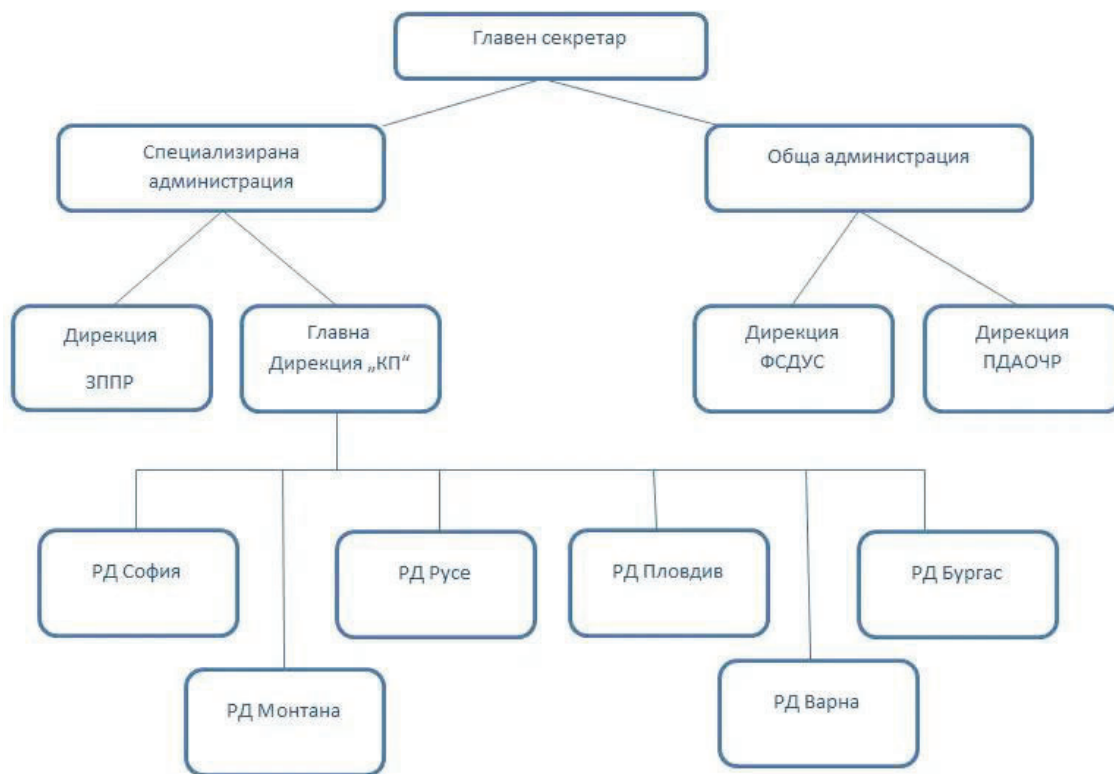 Главен секретар
Специализирана
администрация
Обща администрация
Дирекция
ЗППР
Главна
Дирекция „КП“
Дирекция
ФСДУС
Дирекция
ПДАОЧР
РД София
РД Русе
РД Пловдив
РД Бургас
РД Монтана
РД Варна